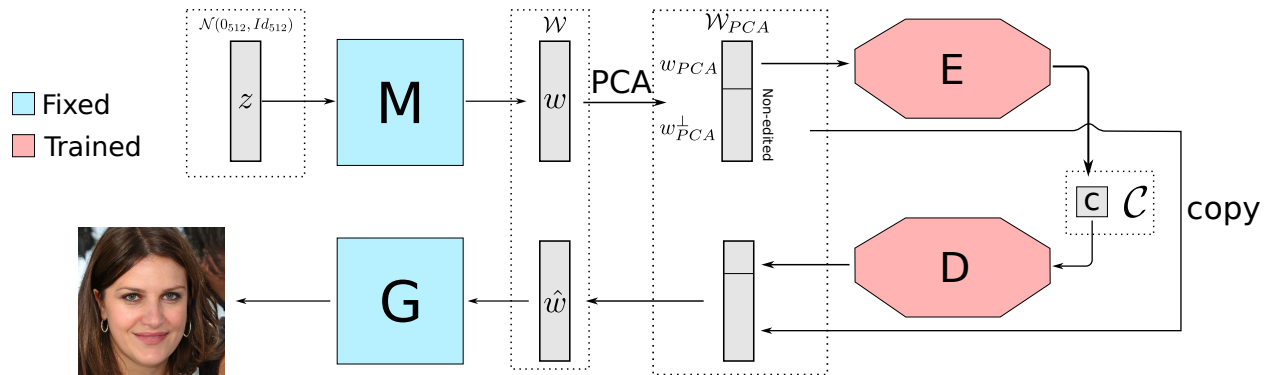 Fixed
Trained
𝒩(0₅₁₂, Id₅₁₂)
z
M
𝒲
w
PCA
𝒲_PCA
w_PCA
w^⊥_PCA
Non-edited
E
c 𝒞
copy
D
ŵ
G